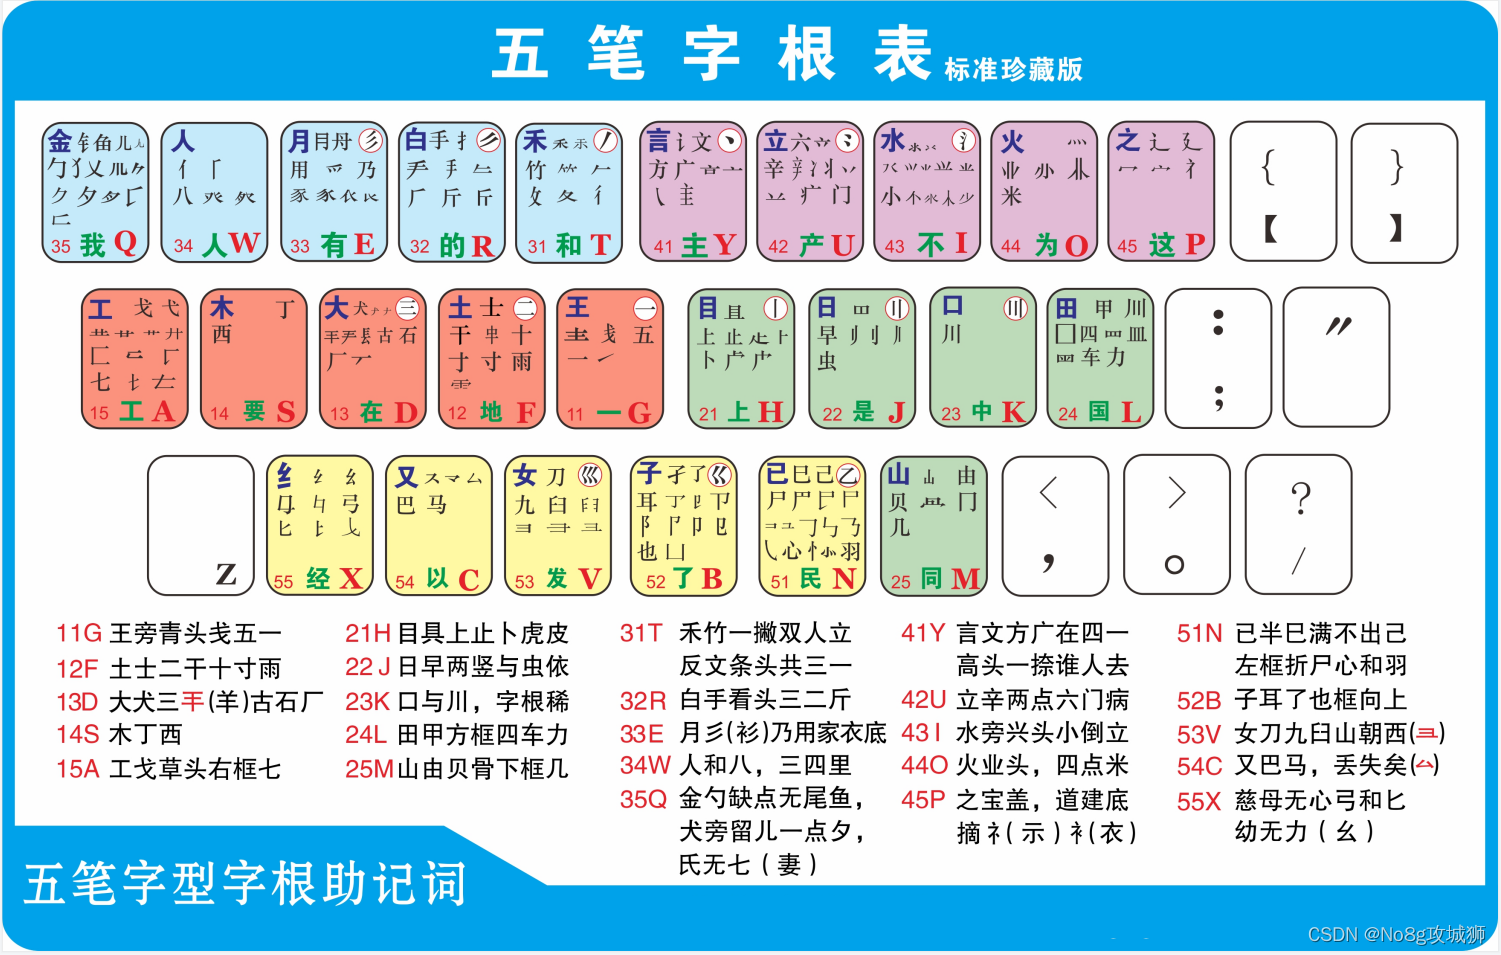 五笔字根表 标准珍藏版
金 钅 儿
勹 乂
夕
35 我 Q
人
亻
八
34 人 W
月
用 乃
豕
33 有 E
白 手 扌
斤
32 的 R
禾
竹
攵 夂 彳
31 和 T
言 讠 文
方 广
41 主 Y
立 六
辛 冫
疒 门
42 产 U
水 氵
小
43 不 I
火 灬
业
米
44 为 O
之 辶 廴
冖 宀 礻
45 这 P
{
【
}
】
工 戈 弋
匚
七
15 工 A
木 丁
西
14 要 S
大 犬 三
古 石
厂
13 在 D
土 士 二
干 十
寸 雨
12 地 F
王 一
五
11 一 G
目 且
上 止
卜
21 上 H
日
早 刂
虫
22 是 J
口
川
23 中 K
田 甲
囗 四 皿
车 力
24 国 L
:
;
〃
Z
纟 幺
弓
匕
55 经 X
又 ス マ 厶
巴 马
54 以 C
女 刀 巛
九 臼
53 发 V
子 孑 了
耳 卩
阝
也 凵
52 了 B
已 巳 己 乙
尸
心 忄 羽
51 民 N
山 由
贝 冂
几
25 同 M
<
,
>
。
?
/
11G 王旁青头戋五一
12F 土士二干十寸雨
13D 大犬三(羊)古石厂
14S 木丁西
15A 工戈草头右框七
21H 目具上止卜虎皮
22J 日早两竖与虫依
23K 口与川，字根稀
24L 田甲方框四车力
25M 山由贝骨下框几
31T 禾竹一撇双人立
反文条头共三一
32R 白手看头三二斤
33E 月彡(衫)乃用家衣底
34W 人和八，三四里
35Q 金勺缺点无尾鱼，
犬旁留儿一点夕，
氏无七（妻）
41Y 言文方广在四一
高头一捺谁人去
42U 立辛两点六门病
43I 水旁兴头小倒立
44O 火业头，四点米
45P 之宝盖，道建底
摘礻(示)衤(衣)
51N 已半巳满不出己
左框折尸心和羽
52B 子耳了也框向上
53V 女刀九臼山朝西(彐)
54C 又巴马，丢失矣(厶)
55X 慈母无心弓和匕
幼无力（幺）
五笔字型字根助记词
CSDN @No8g攻城狮